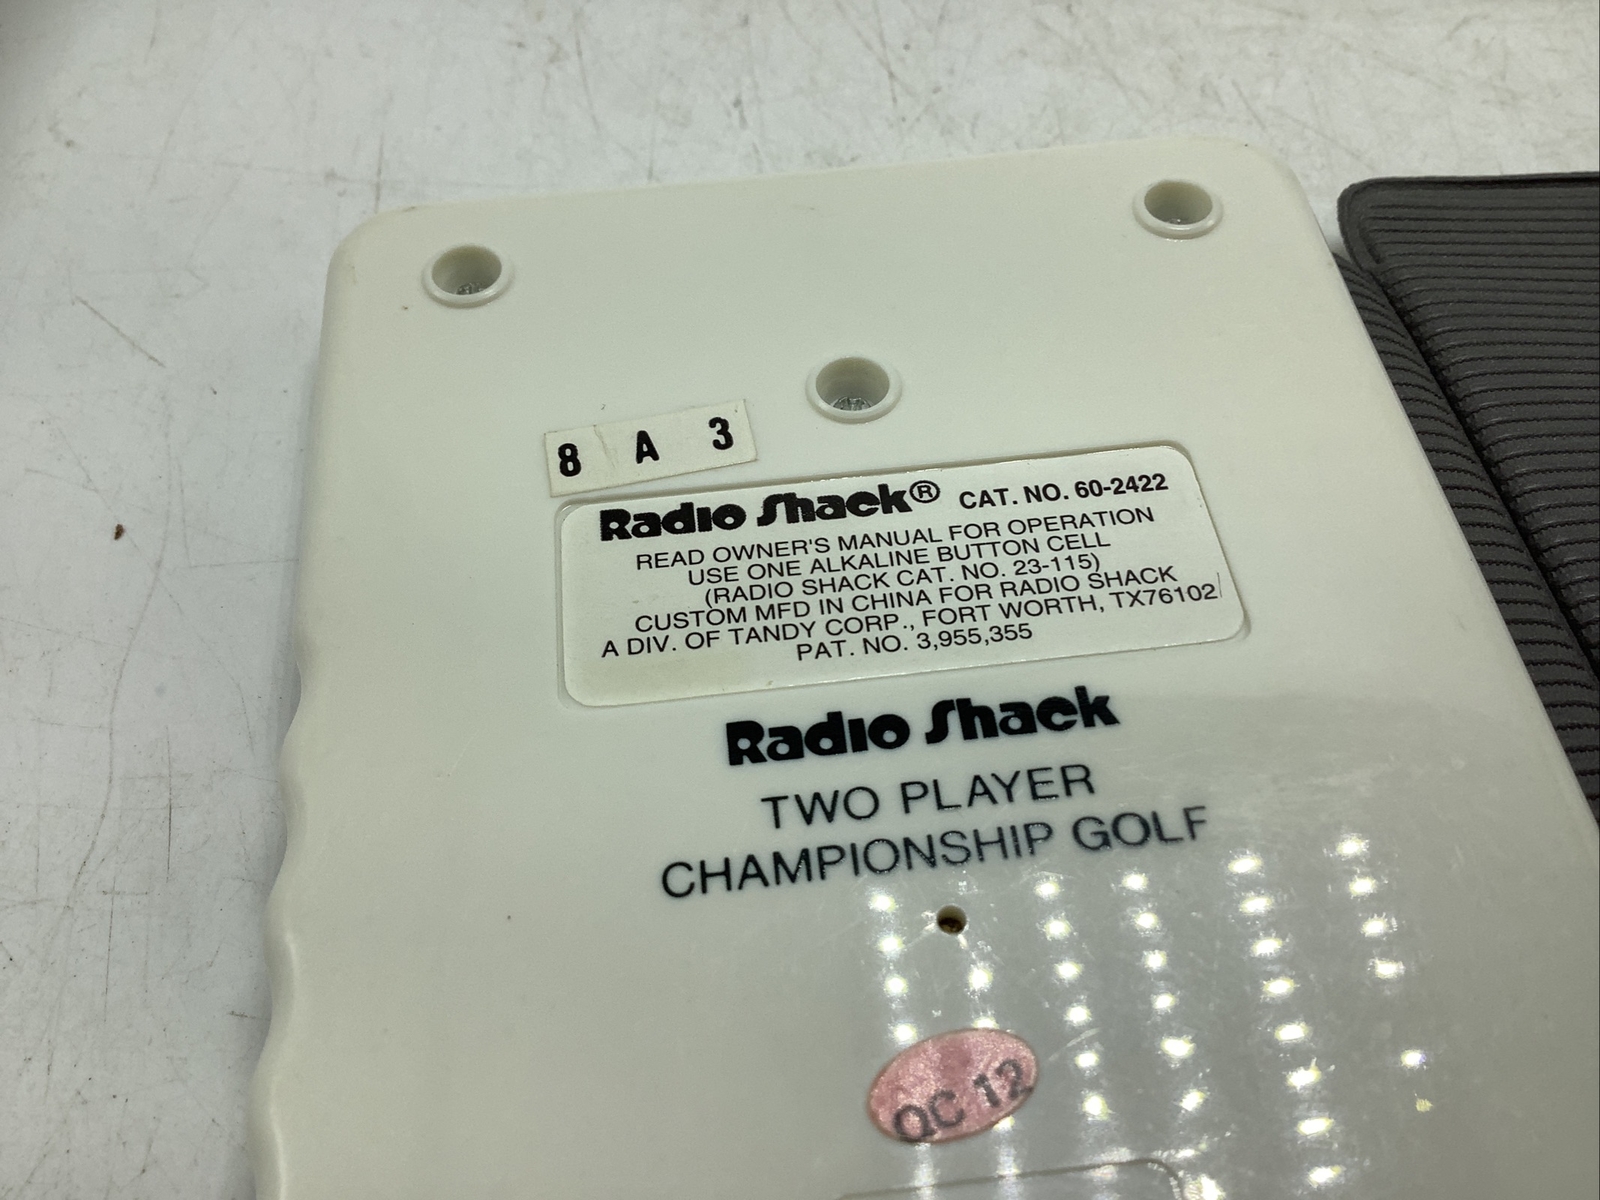 8 A 3
Radio Shack® CAT. NO. 60-2422
READ OWNER'S MANUAL FOR OPERATION
USE ONE ALKALINE BUTTON CELL
(RADIO SHACK CAT. NO. 23-115)
CUSTOM MFD IN CHINA FOR RADIO SHACK
A DIV. OF TANDY CORP., FORT WORTH, TX76102
PAT. NO. 3,955,355
Radio Shack
TWO PLAYER
CHAMPIONSHIP GOLF
QC 12